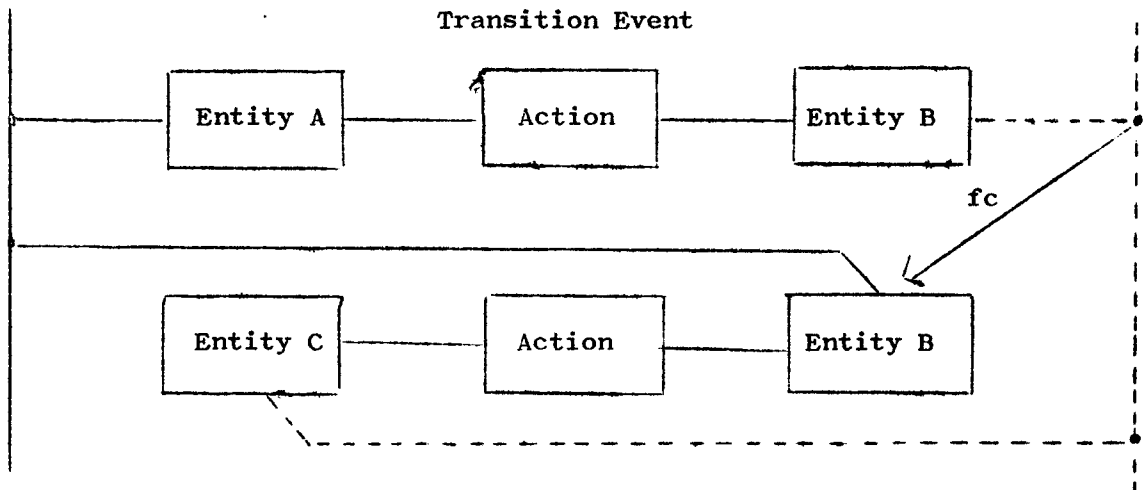 Transition Event
Entity A Action Entity B
fc
Entity C Action Entity B